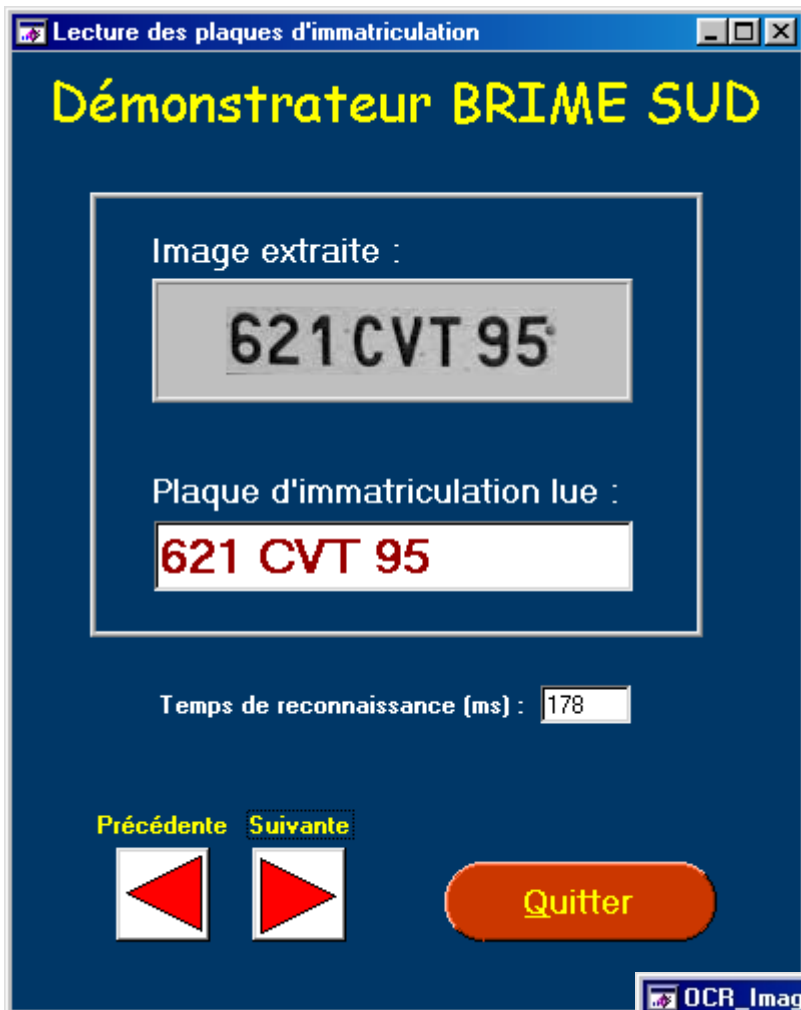 Lecture des plaques d'immatriculation
Démonstrateur BRIME SUD
Image extraite :
621 CVT 95
Plaque d'immatriculation lue :
621 CVT 95
Temps de reconnaissance (ms) : 178
Précédente Suivante
Quitter
OCR_Imag